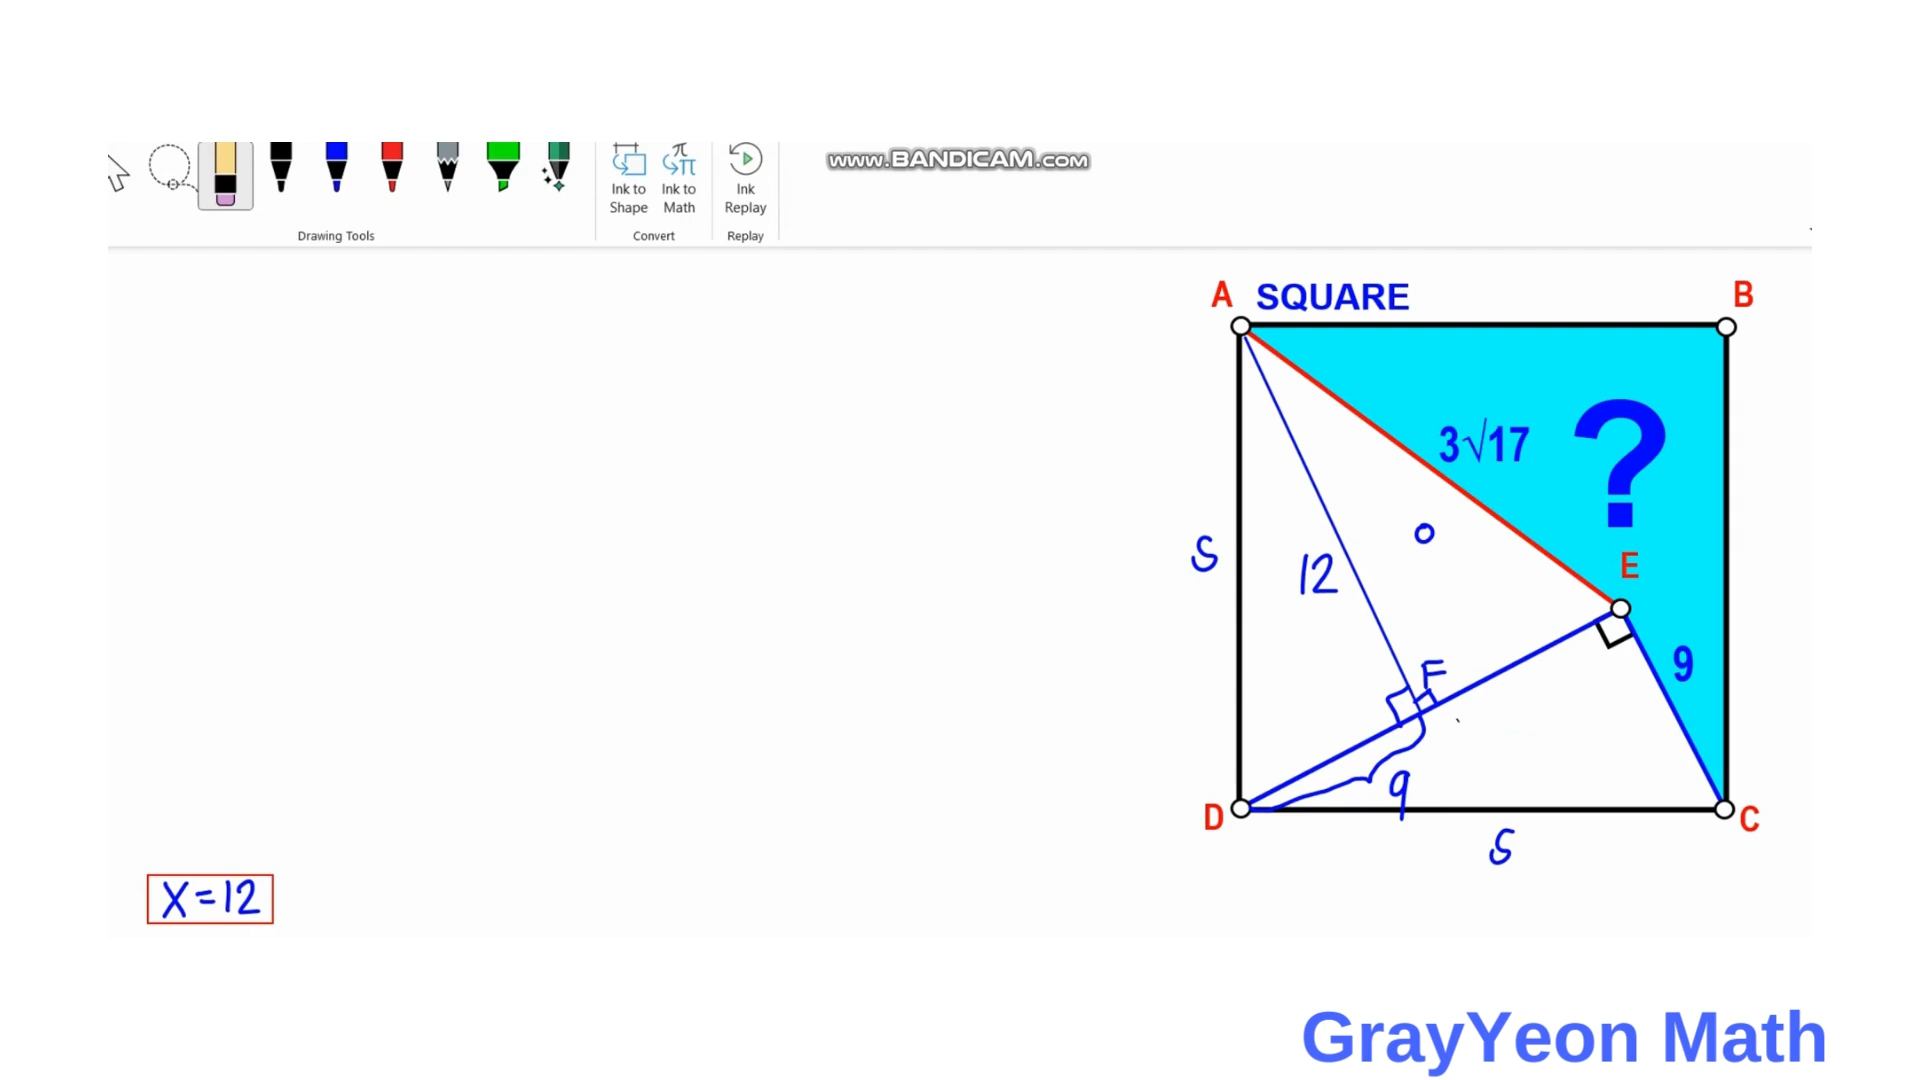 www.BANDICAM.com
Ink to Shape
Ink to Math
Ink Replay
Drawing Tools
Convert
Replay
A SQUARE B
3√17
?
S
12
E
F
9
9
D
C
S
X=12
GrayYeon Math